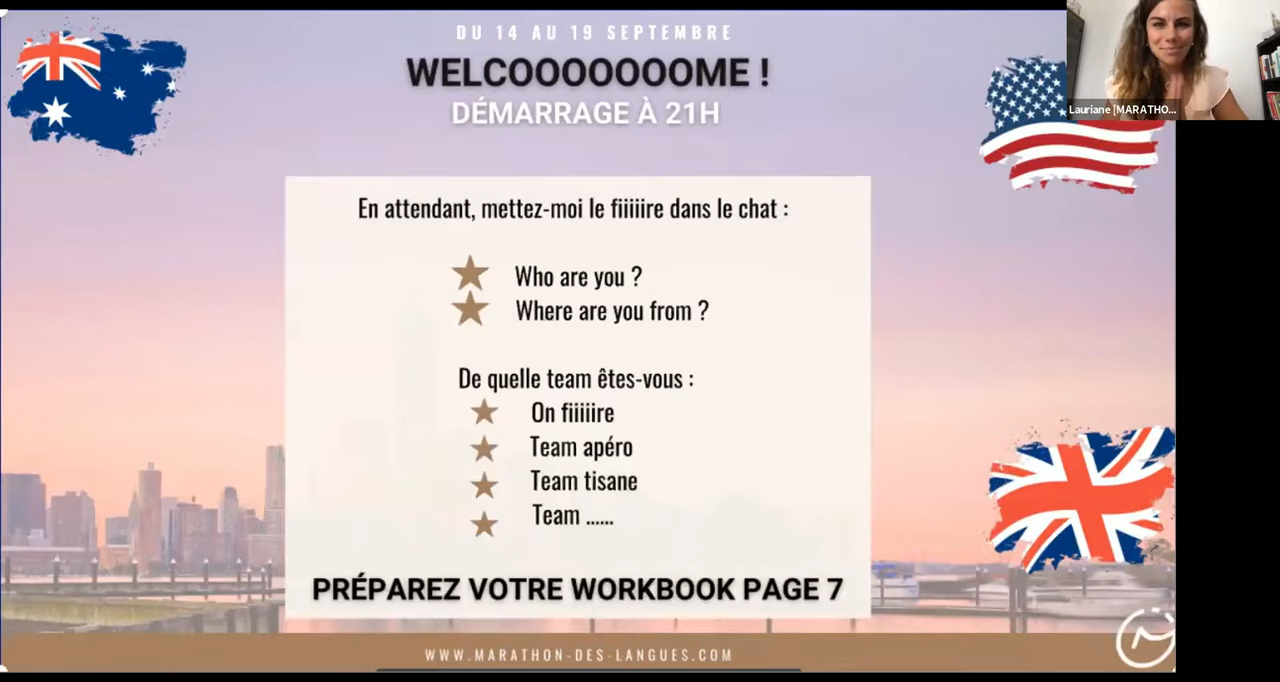 DU 14 AU 19 SEPTEMBRE
WELCOOOOOOOME !
DÉMARRAGE À 21H
Lauriane [MARATHO...
En attendant, mettez-moi le fiiiiire dans le chat :
Who are you ?
Where are you from ?
De quelle team êtes-vous :
On fiiiiire
Team apéro
Team tisane
Team ......
PRÉPAREZ VOTRE WORKBOOK PAGE 7
WWW.MARATHON-DES-LANGUES.COM